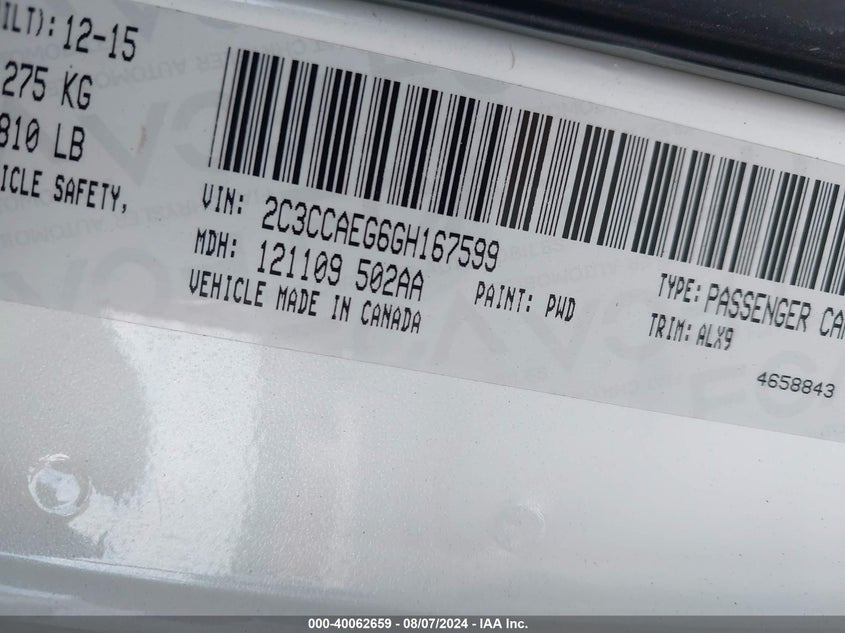 ILT): 12-15
275 KG
810 LB
ICLE SAFETY,
VIN: 2C3CCAEG6GH167599
MDH: 121109 502AA
VEHICLE MADE IN CANADA
PAINT: PWD
TYPE: PASSENGER CAR
TRIM: ALX9
4658843
000-40062659 - 08/07/2024 - IAA Inc.